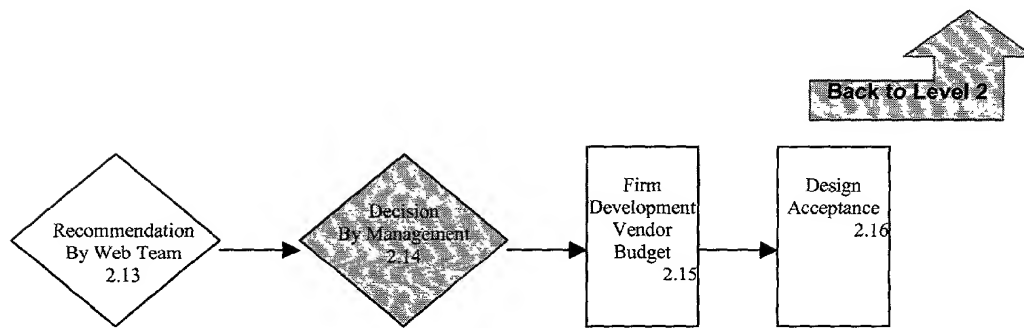 Back to Level 2
Recommendation
By Web Team
2.13
Decision
By Management
2.14
Firm
Development
Vendor
Budget
2.15
Design
Acceptance
2.16